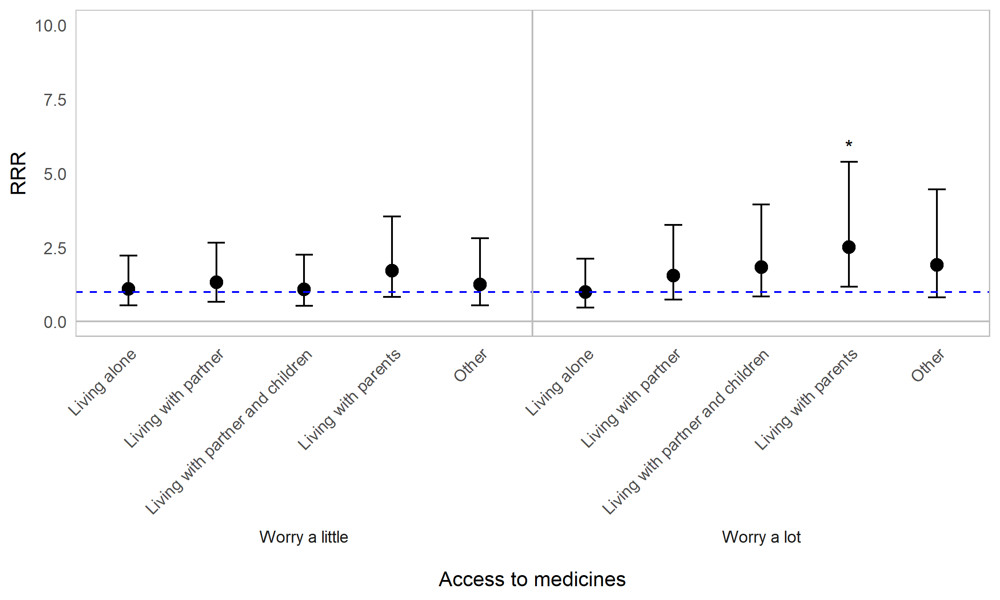 10.0
7.5
5.0
2.5
0.0
RRR
*
Living alone
Living with partner
Living with partner and children
Living with parents
Other
Living alone
Living with partner
Living with partner and children
Living with parents
Other
Worry a little
Worry a lot
Access to medicines